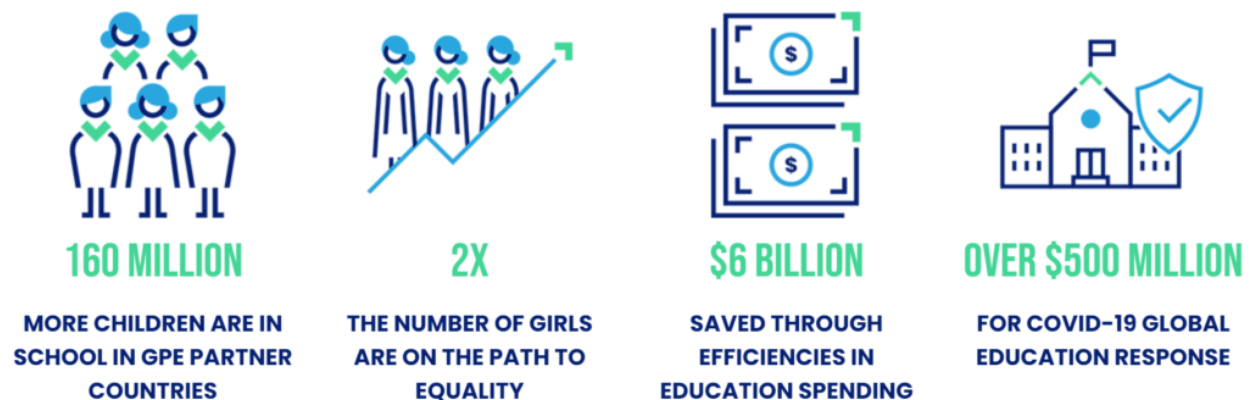 $
$
160 MILLION
MORE CHILDREN ARE IN
SCHOOL IN GPE PARTNER
COUNTRIES
2X
THE NUMBER OF GIRLS
ARE ON THE PATH TO
EQUALITY
$6 BILLION
SAVED THROUGH
EFFICIENCIES IN
EDUCATION SPENDING
OVER $500 MILLION
FOR COVID-19 GLOBAL
EDUCATION RESPONSE